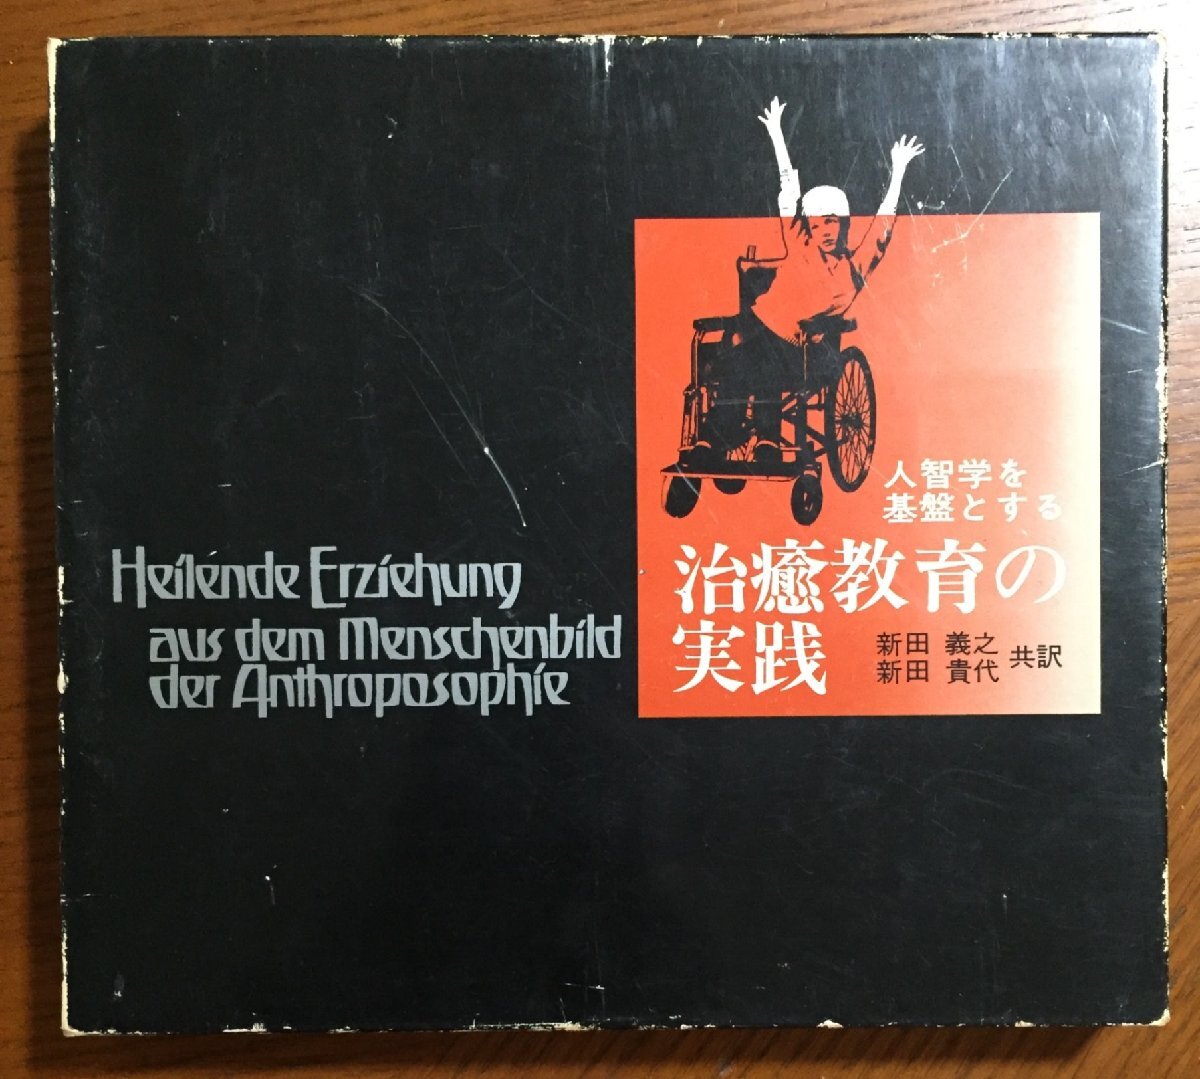 Heilende Erziehung
aus dem Menschenbild
der Anthroposophie
人智学を
基盤とする
治癒教育の
実践
新田 義之
新田 貴代
共訳